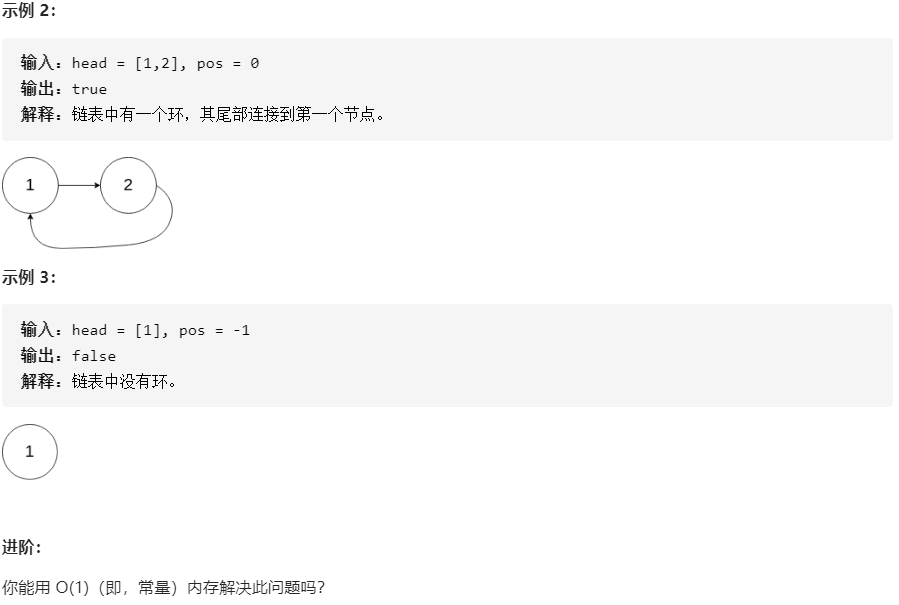 示例 2：
输入：head = [1,2], pos = 0
输出：true
解释：链表中有一个环，其尾部连接到第一个节点。
1 2
示例 3：
输入：head = [1], pos = -1
输出：false
解释：链表中没有环。
1
进阶：
你能用 O(1)（即，常量）内存解决此问题吗？